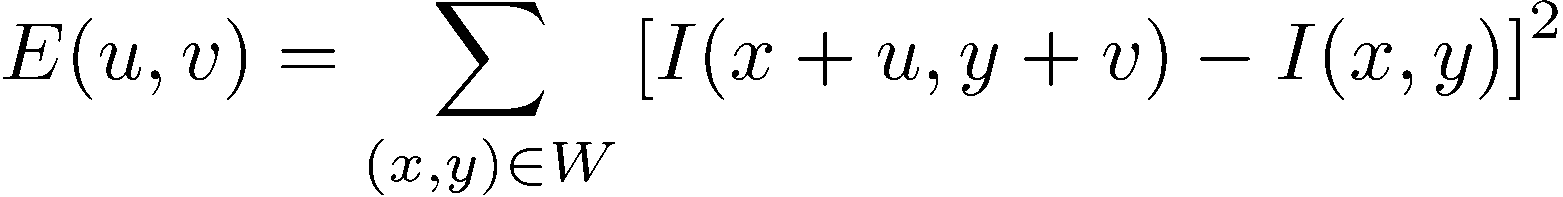 E(u, v) = ∑ [I(x + u, y + v) − I(x, y)]²
(x,y)∈W